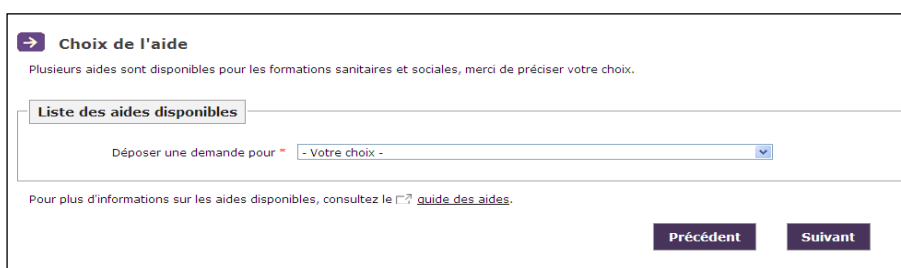 Choix de l'aide
Plusieurs aides sont disponibles pour les formations sanitaires et sociales, merci de préciser votre choix.
Liste des aides disponibles
Déposer une demande pour * - Votre choix -
Pour plus d'informations sur les aides disponibles, consultez le guide des aides.
Précédent Suivant